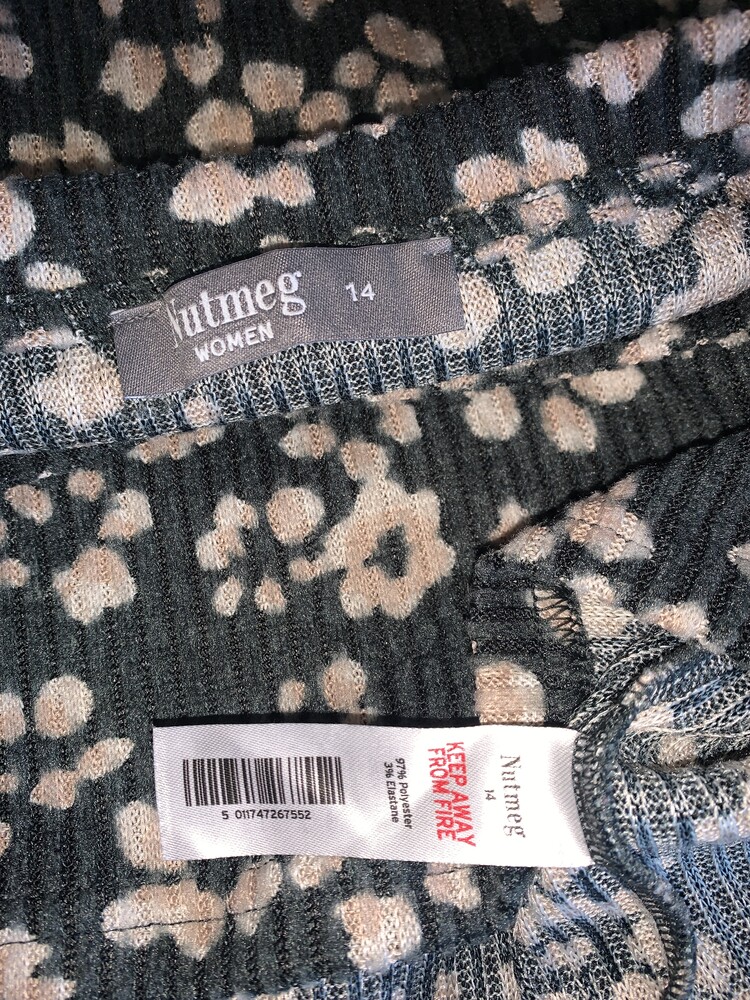 Nutmeg 14
WOMEN
Nutmeg
14
KEEP AWAY
FROM FIRE
97% Polyester
3% Elastane
5 011747267552